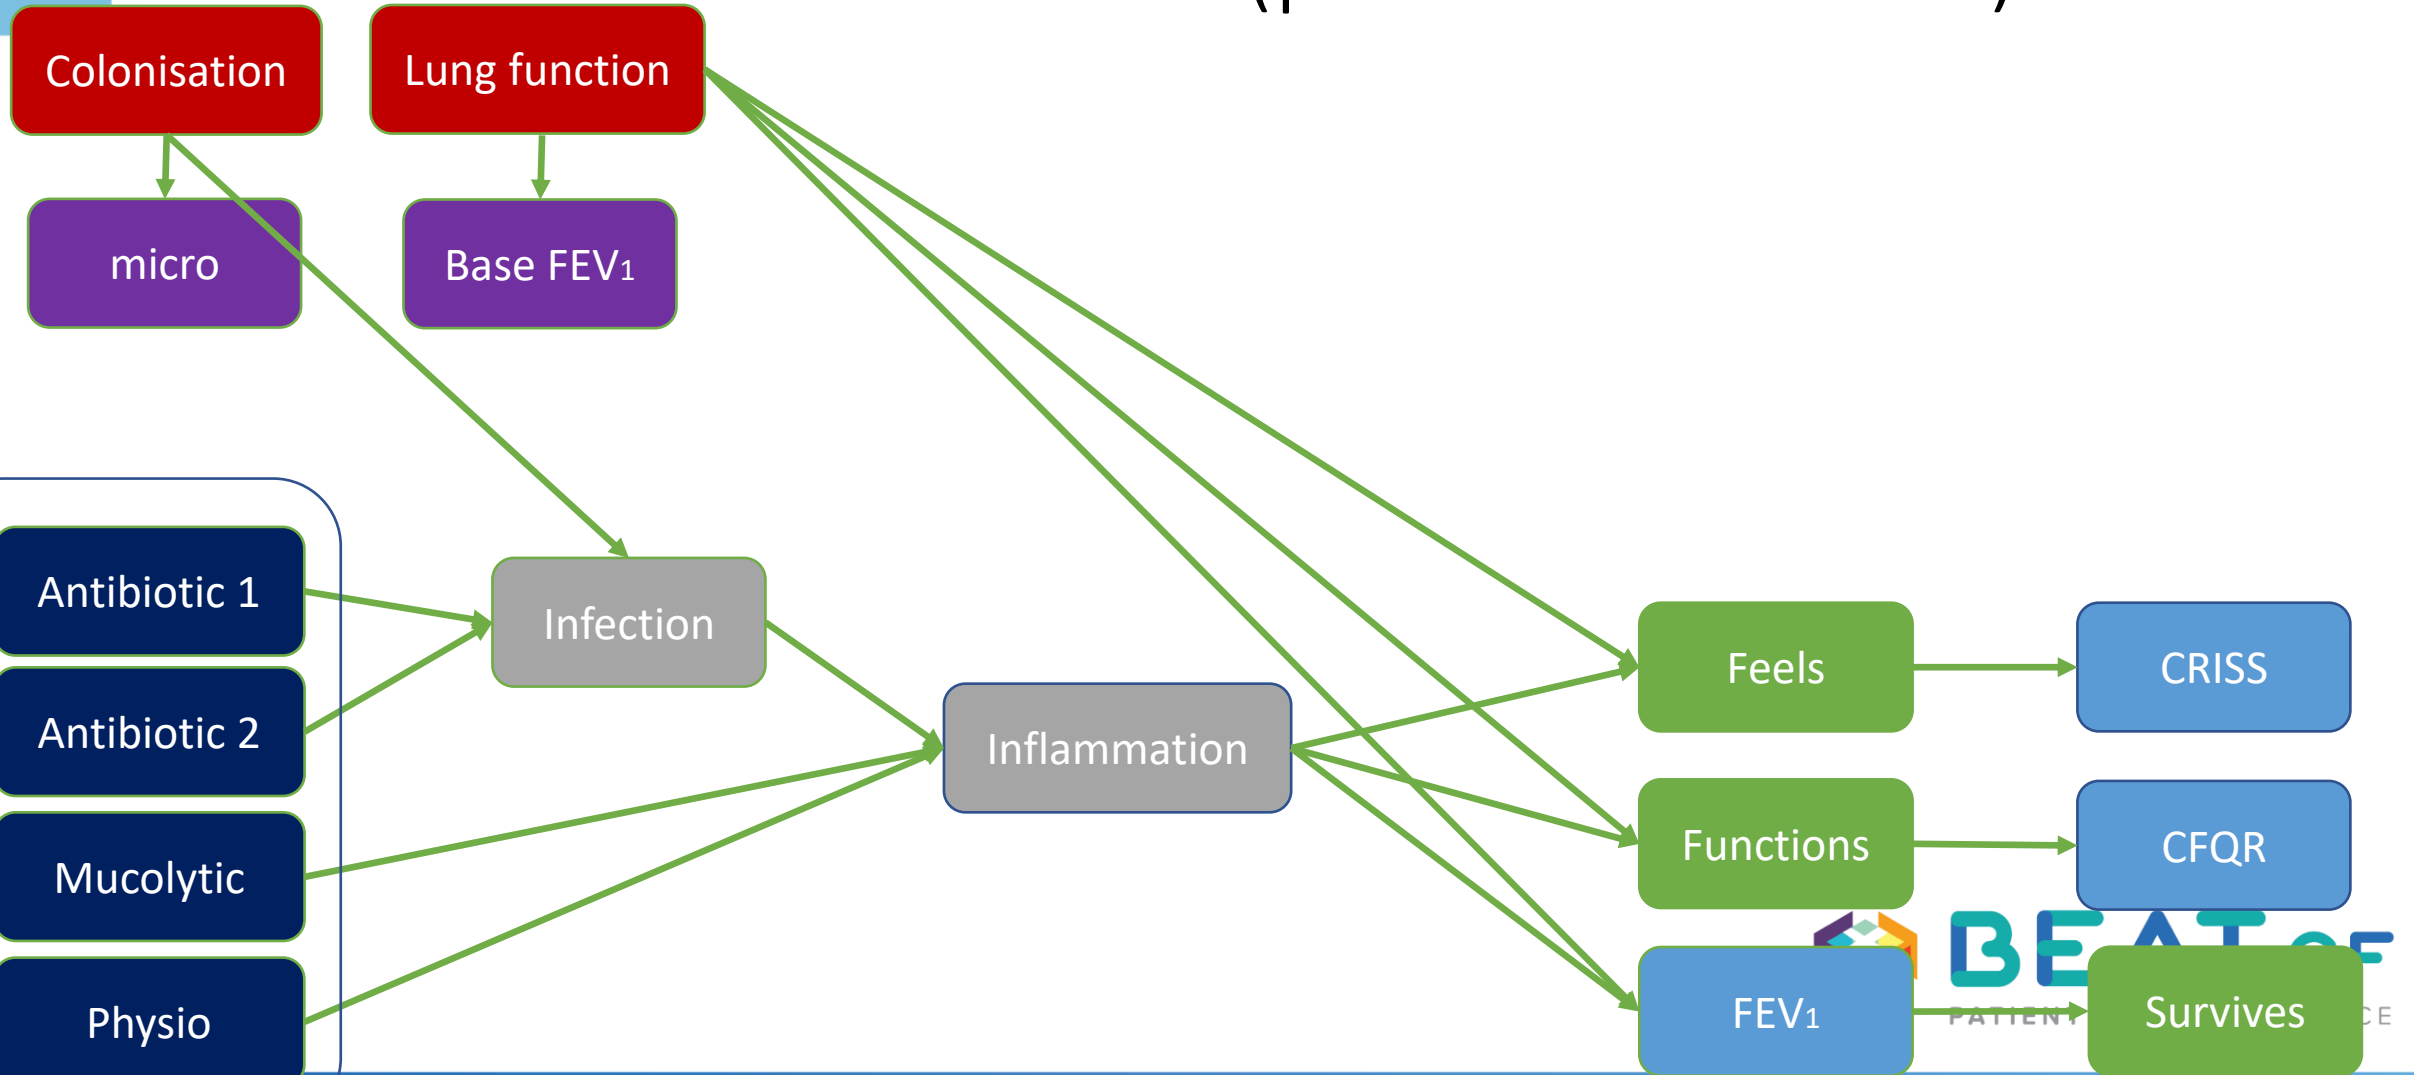 Colonisation
Lung function
micro
Base FEV₁
Antibiotic 1
Infection
Antibiotic 2
Inflammation
Mucolytic
Physio
Feels
CRISS
Functions
CFQR
FEV₁
Survives